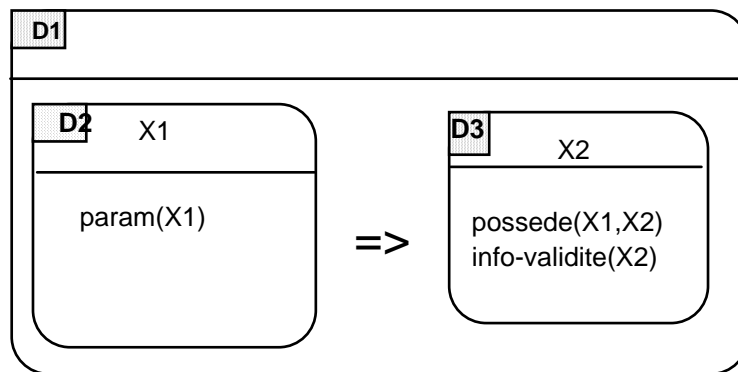 D1
D2 X1
param(X1)
=>
D3
X2
possede(X1,X2)
info-validite(X2)